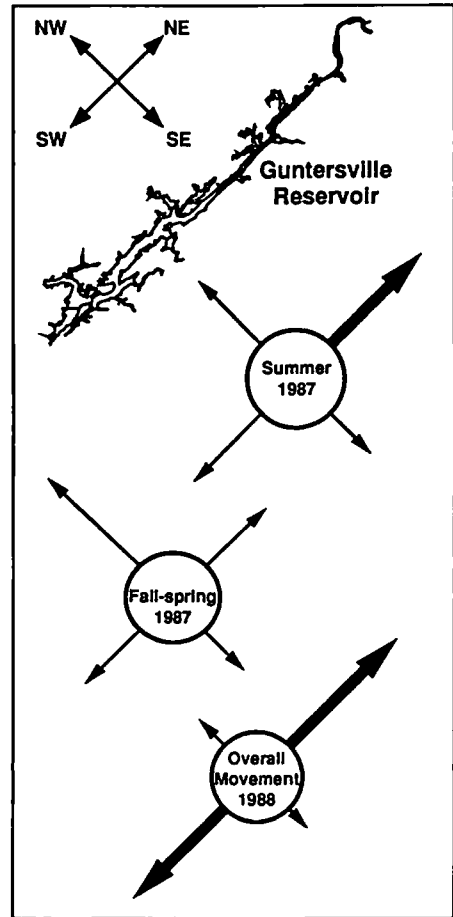 NW
NE
SW
SE
Guntersville
Reservoir
Summer
1987
Fall-spring
1987
Overall
Movement
1988